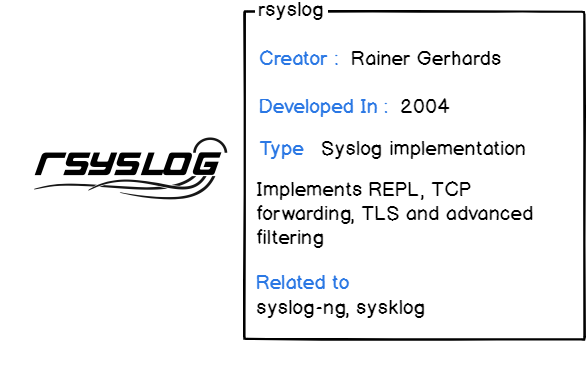 rsyslog
Creator : Rainer Gerhards
Developed In : 2004
Type Syslog implementation
RSYSLOG
Implements REPL, TCP
forwarding, TLS and advanced
filtering
Related to
syslog-ng, sysklog